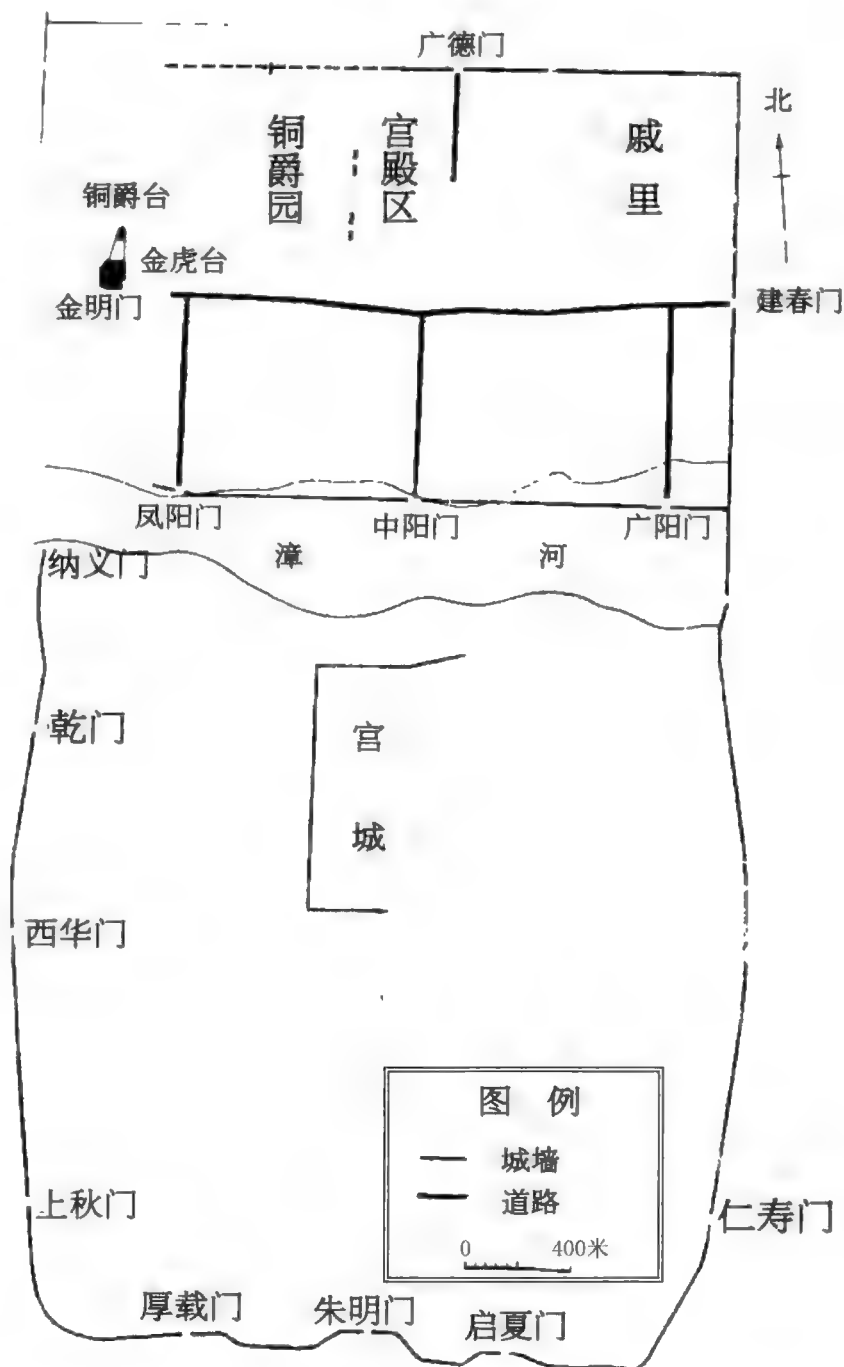 广德门
北
铜爵园
宫殿区
戚里
铜爵台
金虎台
金明门
建春门
凤阳门
中阳门
广阳门
纳义门
漳河
乾门
宫城
西华门
图 例
城墙
道路
0 400米
上秋门
仁寿门
厚载门
朱明门
启夏门